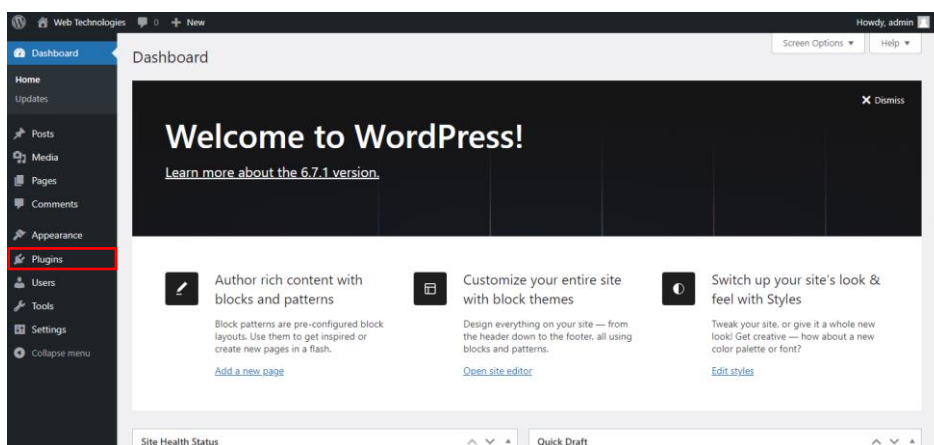 Web Technologies 0 + New Howdy, admin
Screen Options ▼ Help ▼
Dashboard
Home
Updates
Posts
Media
Pages
Comments
Appearance
Plugins
Users
Tools
Settings
Collapse menu
Dashboard
Dismiss
Welcome to WordPress!
Learn more about the 6.7.1 version.
Author rich content with
blocks and patterns
Block patterns are pre-configured block
layouts. Use them to get inspired or
create new pages in a flash.
Add a new page
Customize your entire site
with block themes
Design everything on your site — from
the header down to the footer, all using
blocks and patterns.
Open site editor
Switch up your site's look &
feel with Styles
Tweak your site, or give it a whole new
look! Get creative — how about a new
color palette or font?
Edit styles
Site Health Status
Quick Draft